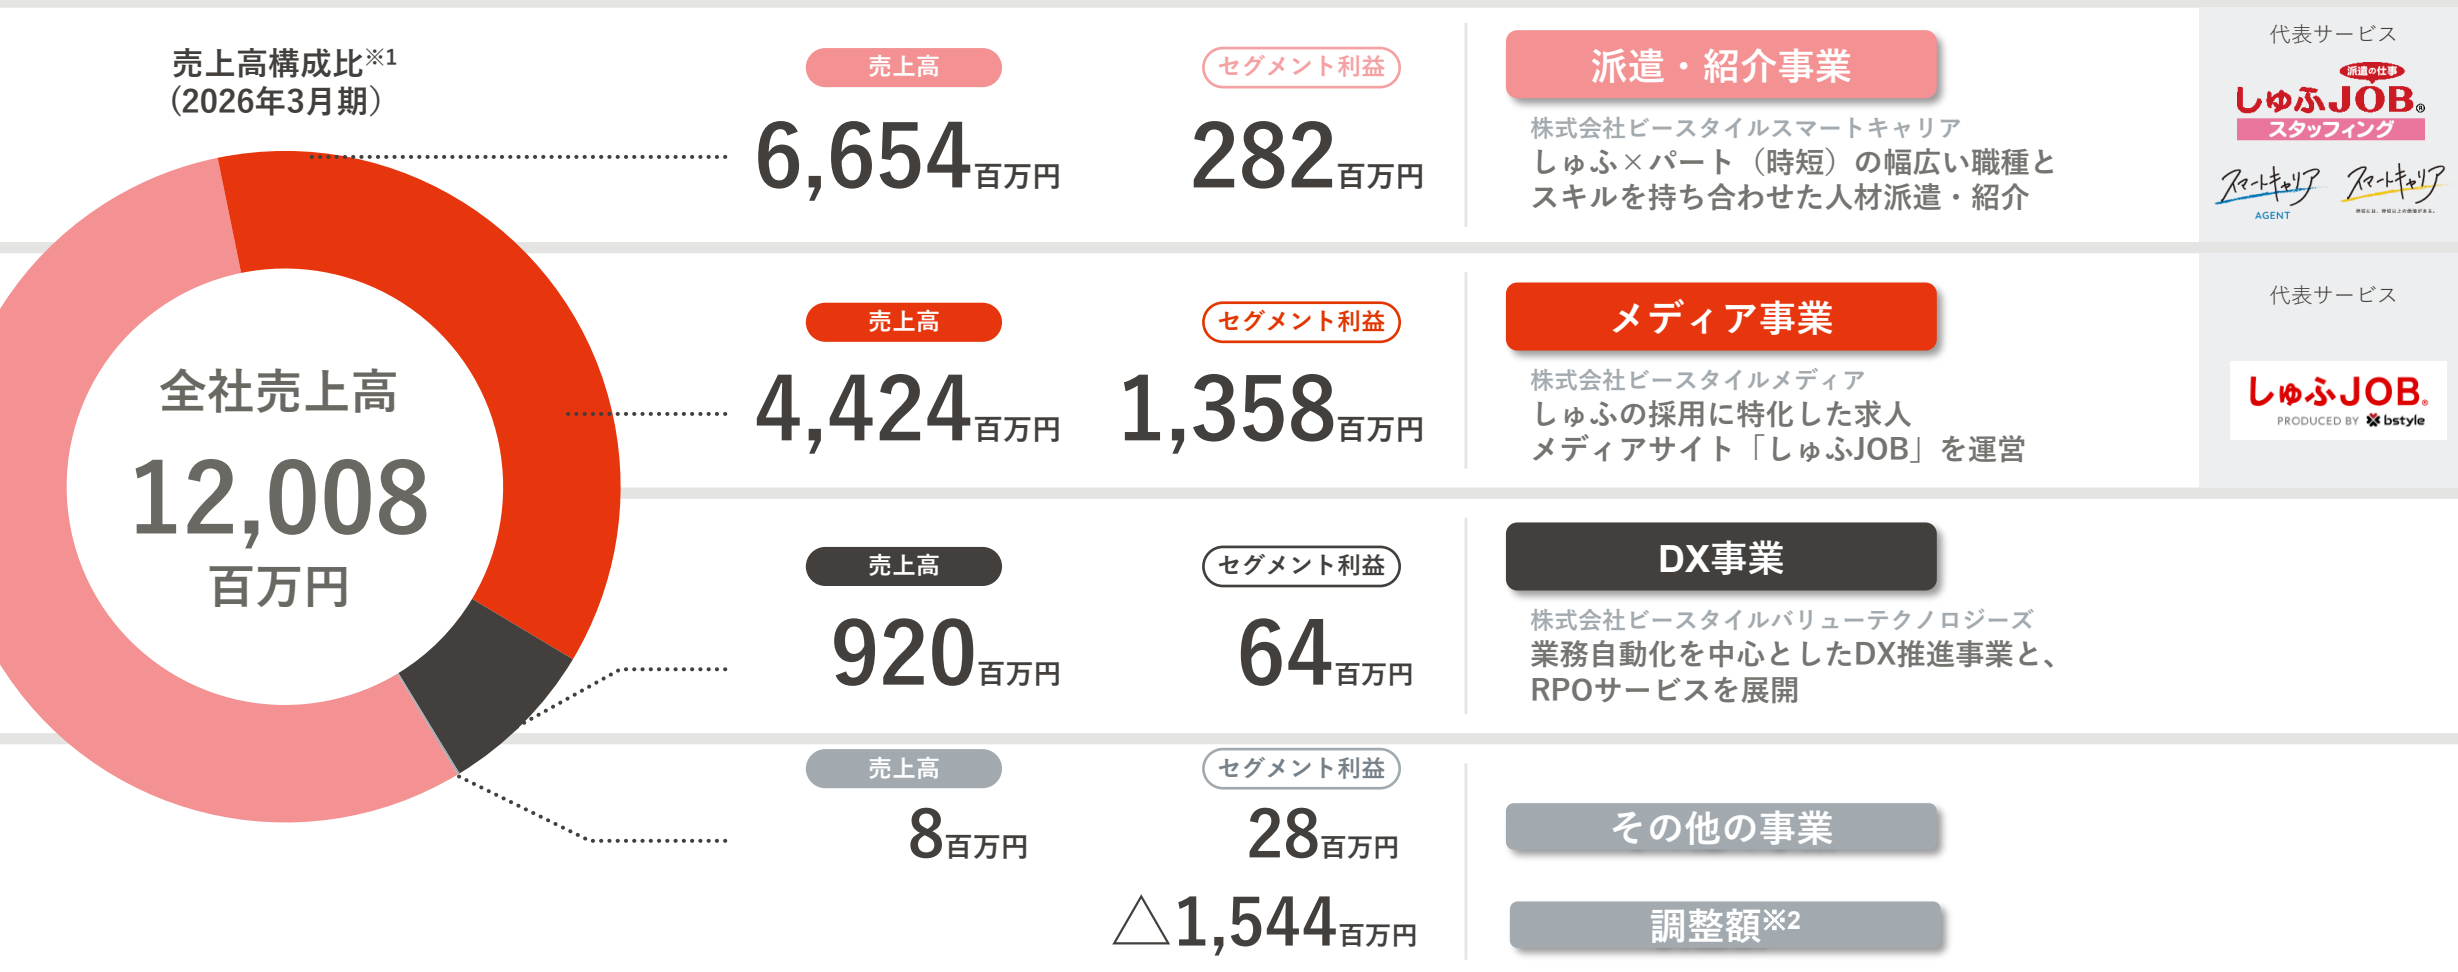 売上高構成比※1
（2026年3月期）
全社売上高
12,008
百万円
売上高
セグメント利益
6,654百万円
282百万円
派遣・紹介事業
株式会社ビースタイルスマートキャリア
しゅふ×パート（時短）の幅広い職種と
スキルを持ち合わせた人材派遣・紹介
代表サービス
派遣の仕事
しゅふJOB®
スタッフィング
スマートキャリア
AGENT
スマートキャリア
売上高
セグメント利益
4,424百万円
1,358百万円
メディア事業
株式会社ビースタイルメディア
しゅふの採用に特化した求人
メディアサイト「しゅふJOB」を運営
代表サービス
しゅふJOB®
PRODUCED BY bstyle
売上高
セグメント利益
920百万円
64百万円
DX事業
株式会社ビースタイルバリューテクノロジーズ
業務自動化を中心としたDX推進事業と、
RPOサービスを展開
売上高
セグメント利益
8百万円
28百万円
その他の事業
△1,544百万円
調整額※2